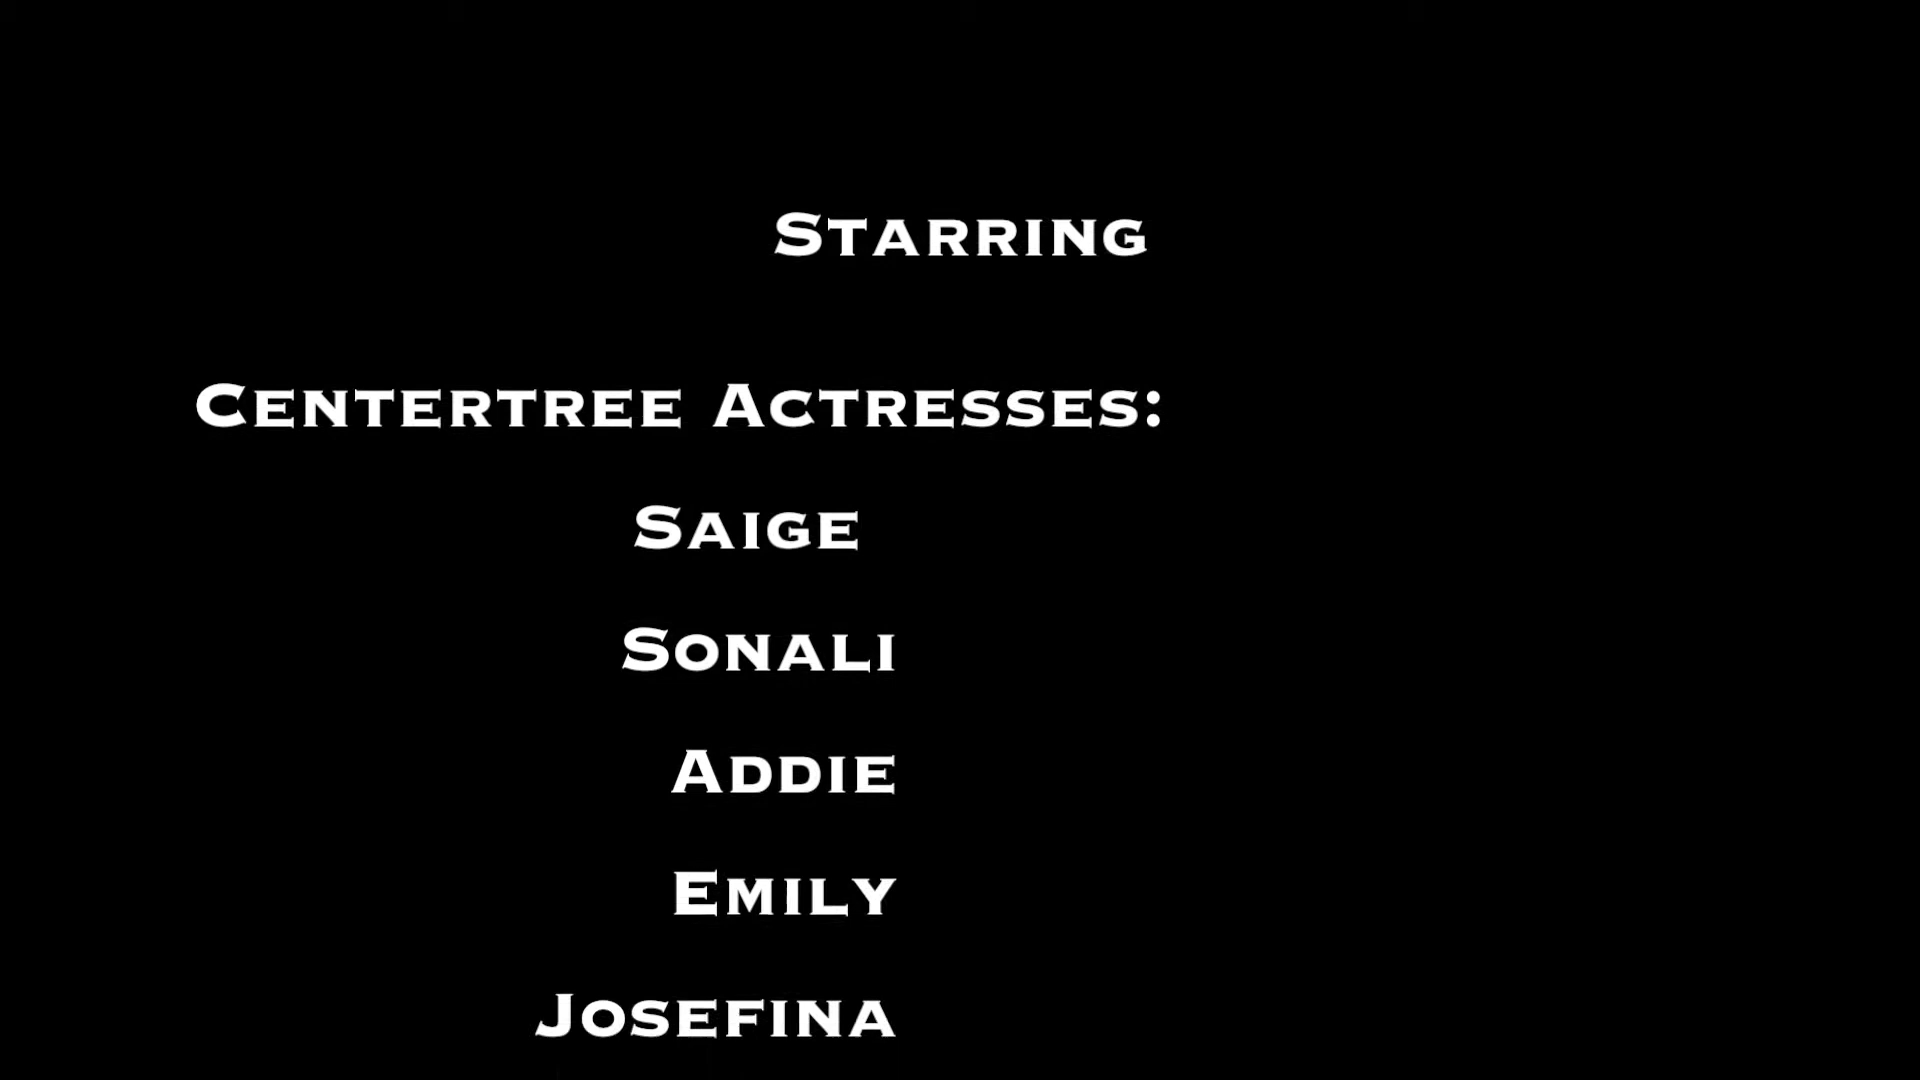 Starring
Centertree Actresses:
Saige
Sonali
Addie
Emily
Josefina